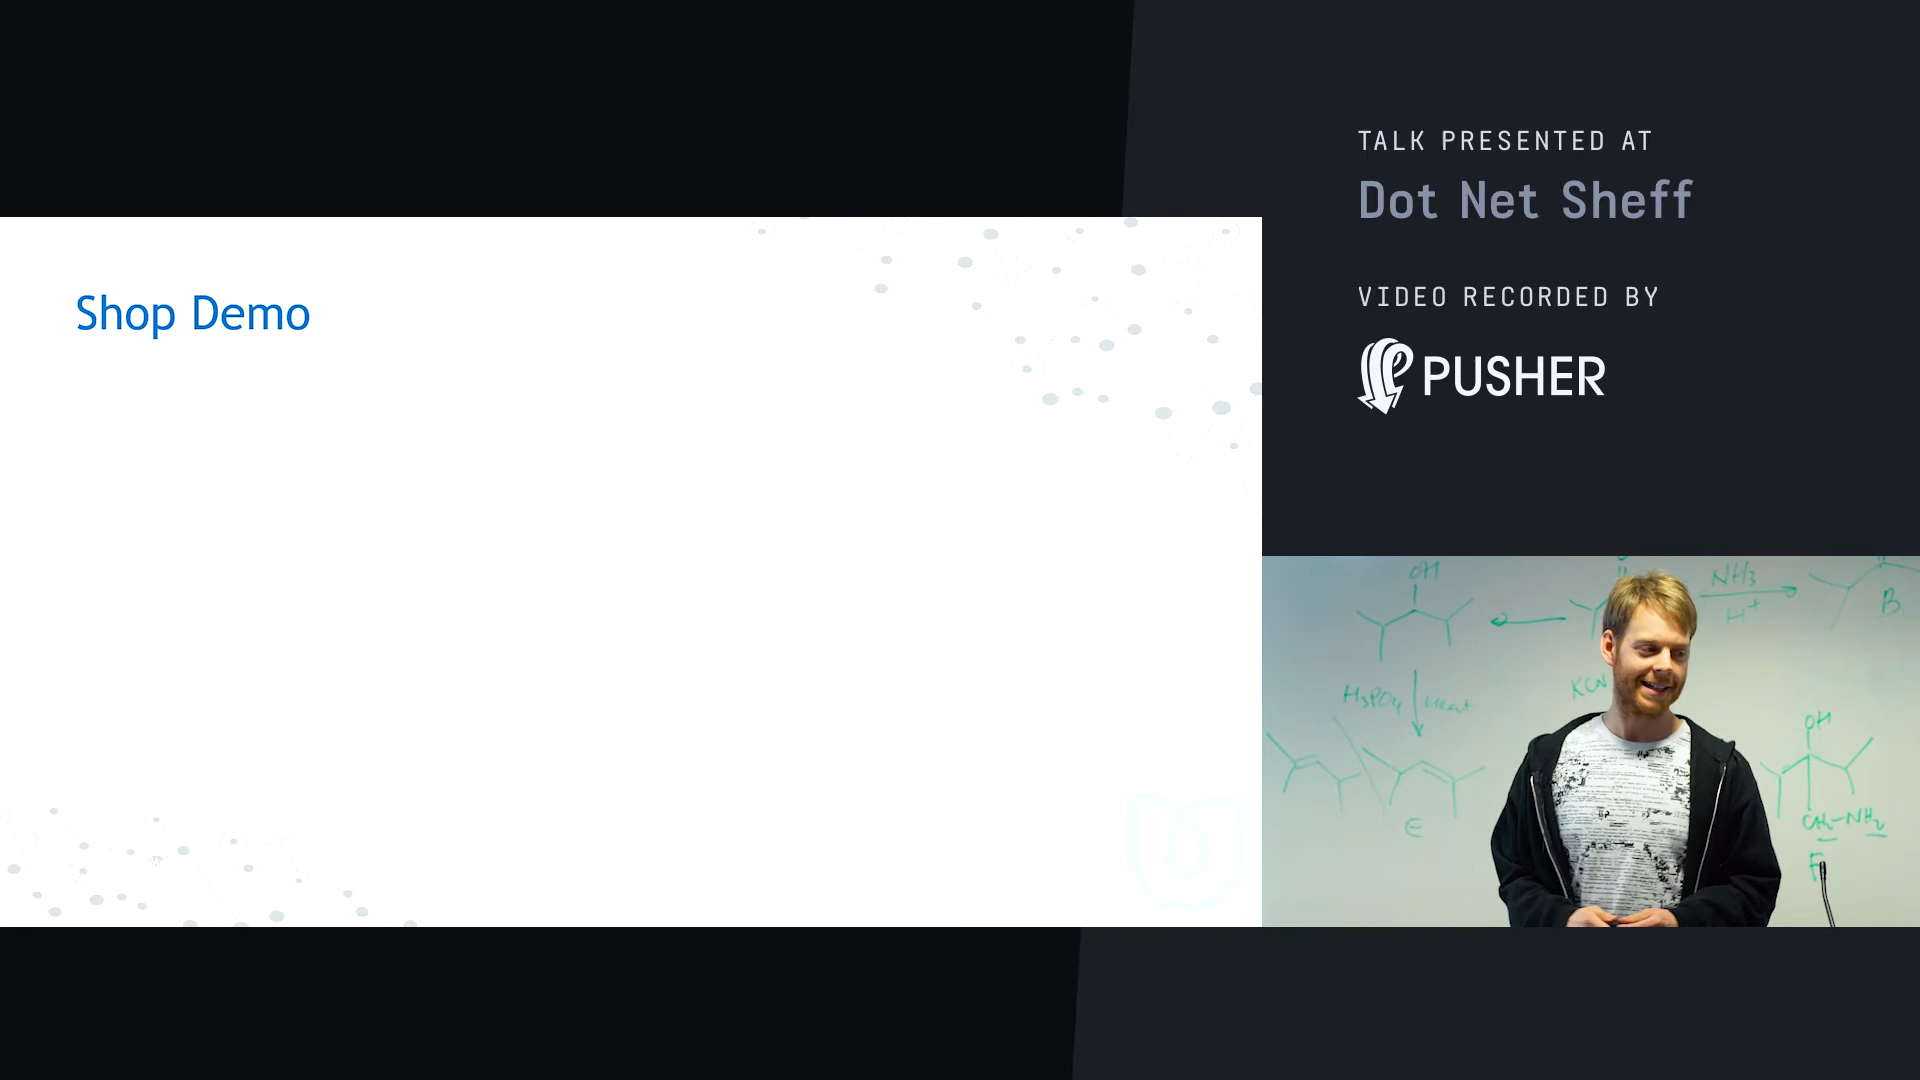 TALK PRESENTED AT
Dot Net Sheff
VIDEO RECORDED BY
PUSHER
Shop Demo
OH
NH3
H+
B
H3PO4
Heat
KCN
OH
E
CH2-NH2
F